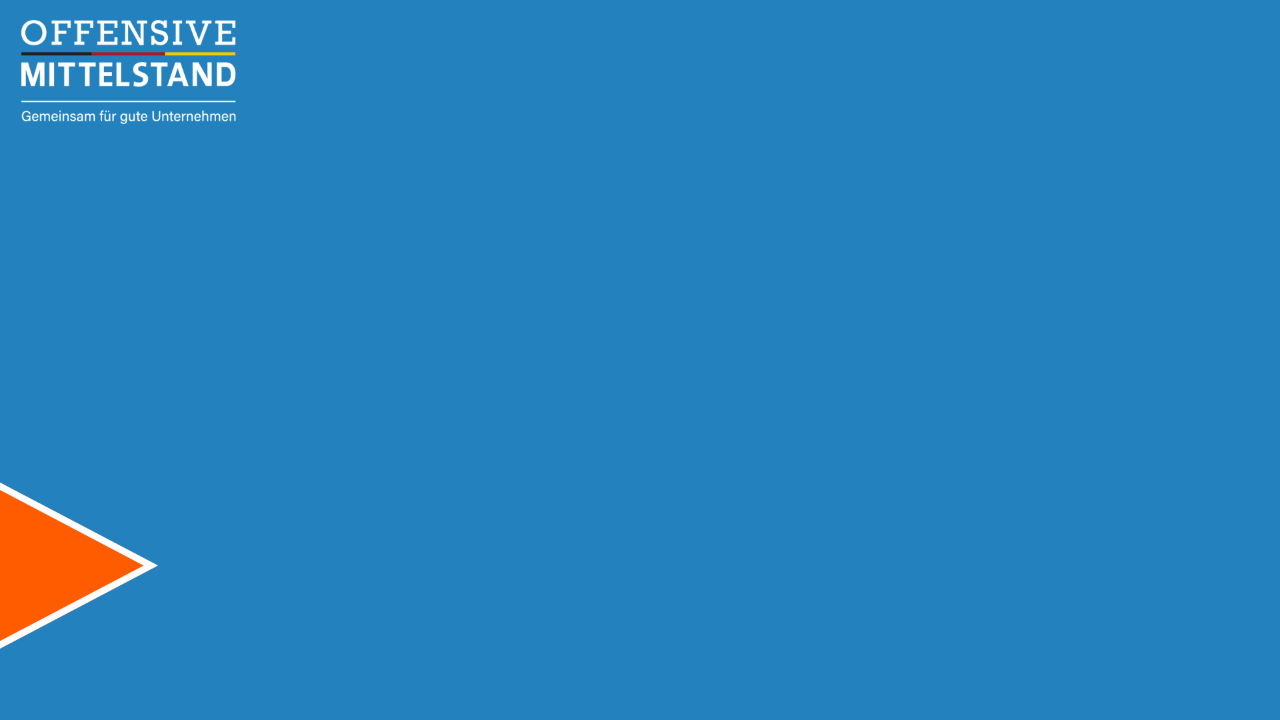 OFFENSIVE
MITTELSTAND
Gemeinsam für gute Unternehmen